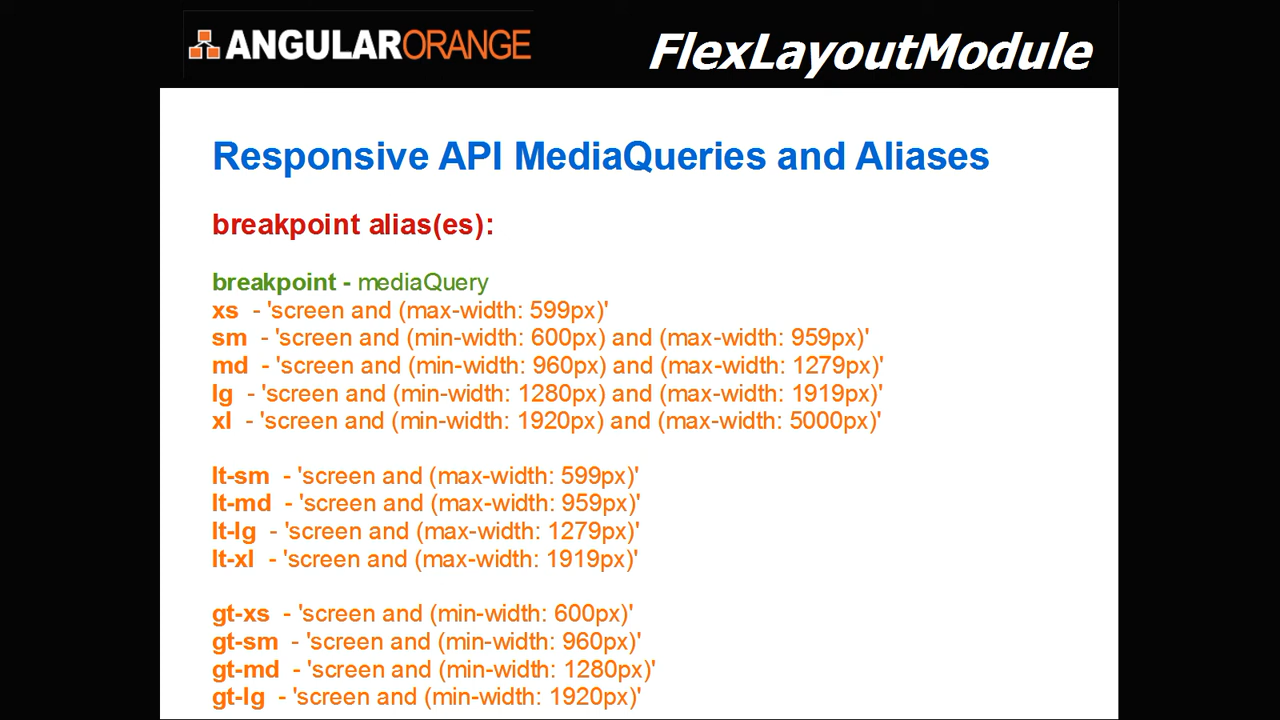 ANGULARORANGE
FlexLayoutModule
Responsive API MediaQueries and Aliases
breakpoint alias(es):
breakpoint - mediaQuery
xs - 'screen and (max-width: 599px)'
sm - 'screen and (min-width: 600px) and (max-width: 959px)'
md - 'screen and (min-width: 960px) and (max-width: 1279px)'
lg - 'screen and (min-width: 1280px) and (max-width: 1919px)'
xl - 'screen and (min-width: 1920px) and (max-width: 5000px)'
lt-sm - 'screen and (max-width: 599px)'
lt-md - 'screen and (max-width: 959px)'
lt-lg - 'screen and (max-width: 1279px)'
lt-xl - 'screen and (max-width: 1919px)'
gt-xs - 'screen and (min-width: 600px)'
gt-sm - 'screen and (min-width: 960px)'
gt-md - 'screen and (min-width: 1280px)'
gt-lg - 'screen and (min-width: 1920px)'